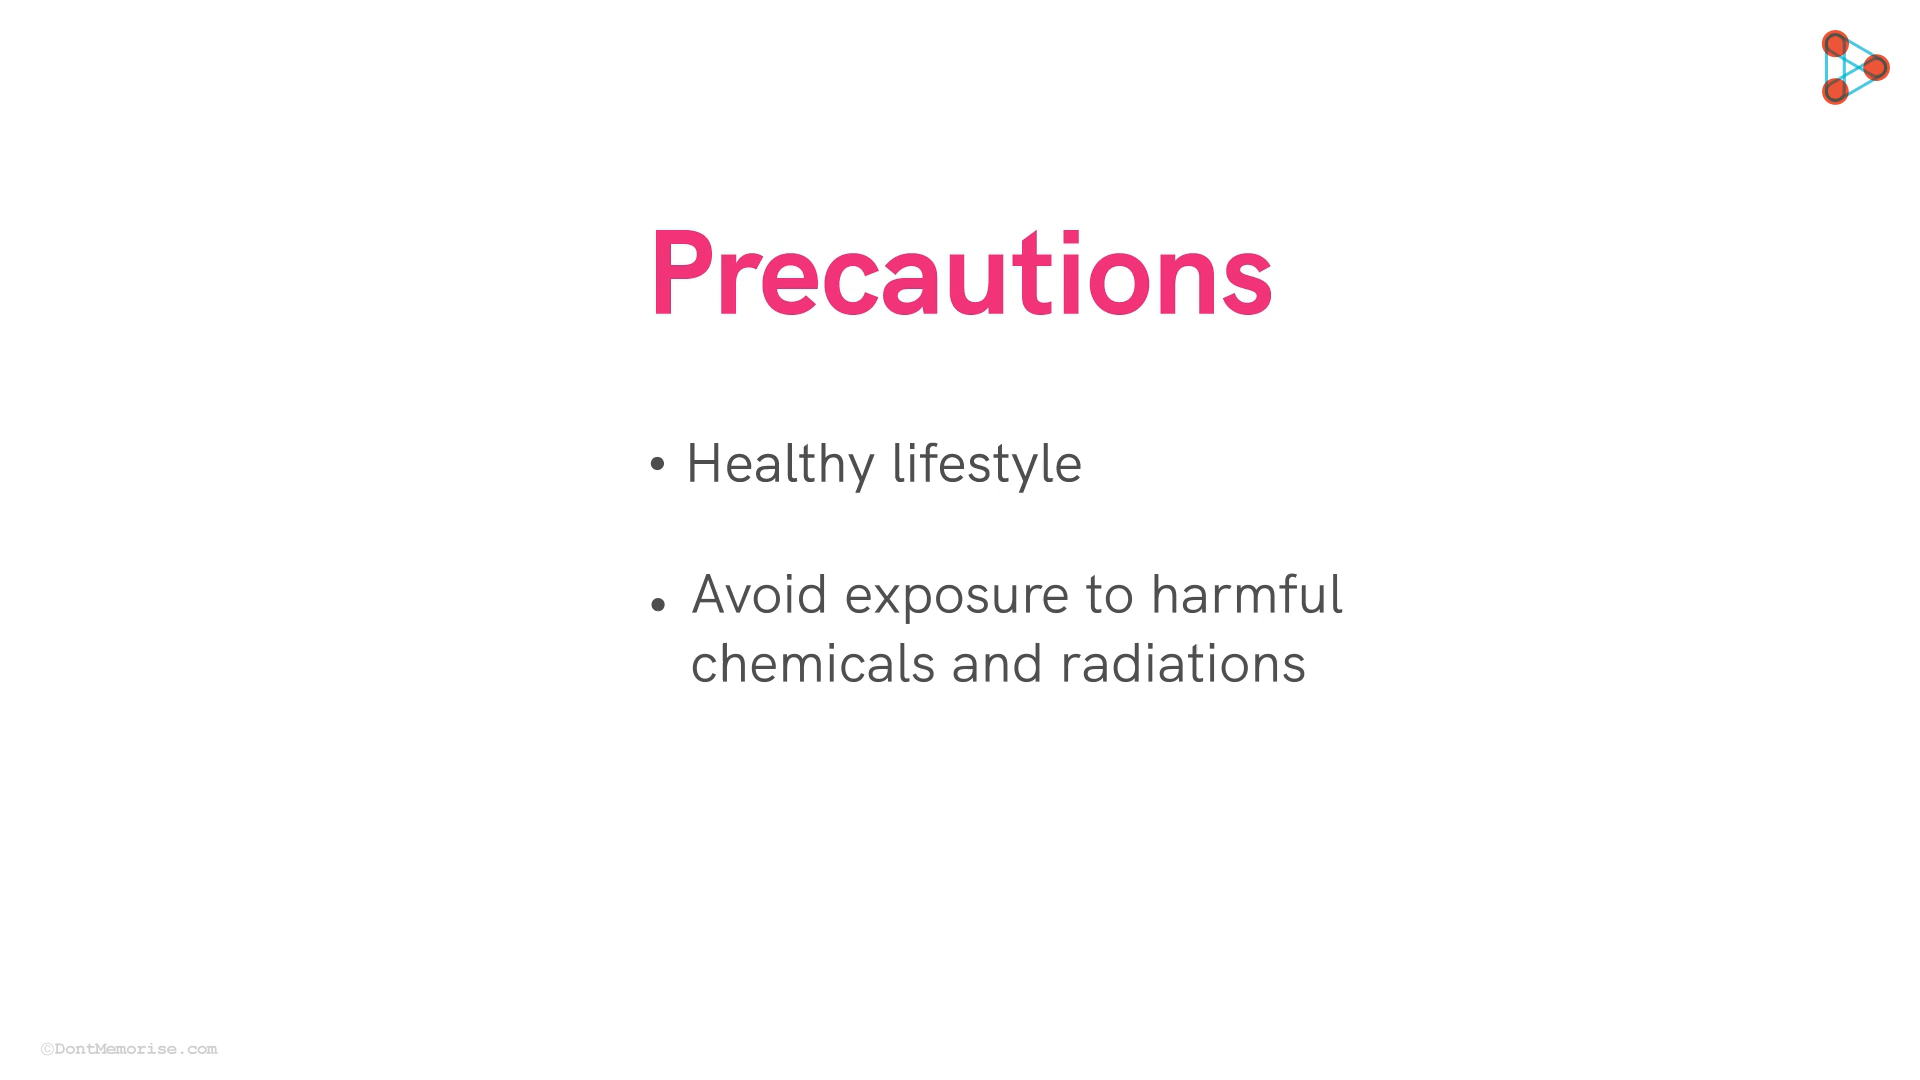 Precautions
• Healthy lifestyle
• Avoid exposure to harmful
chemicals and radiations
©DontMemorise.com